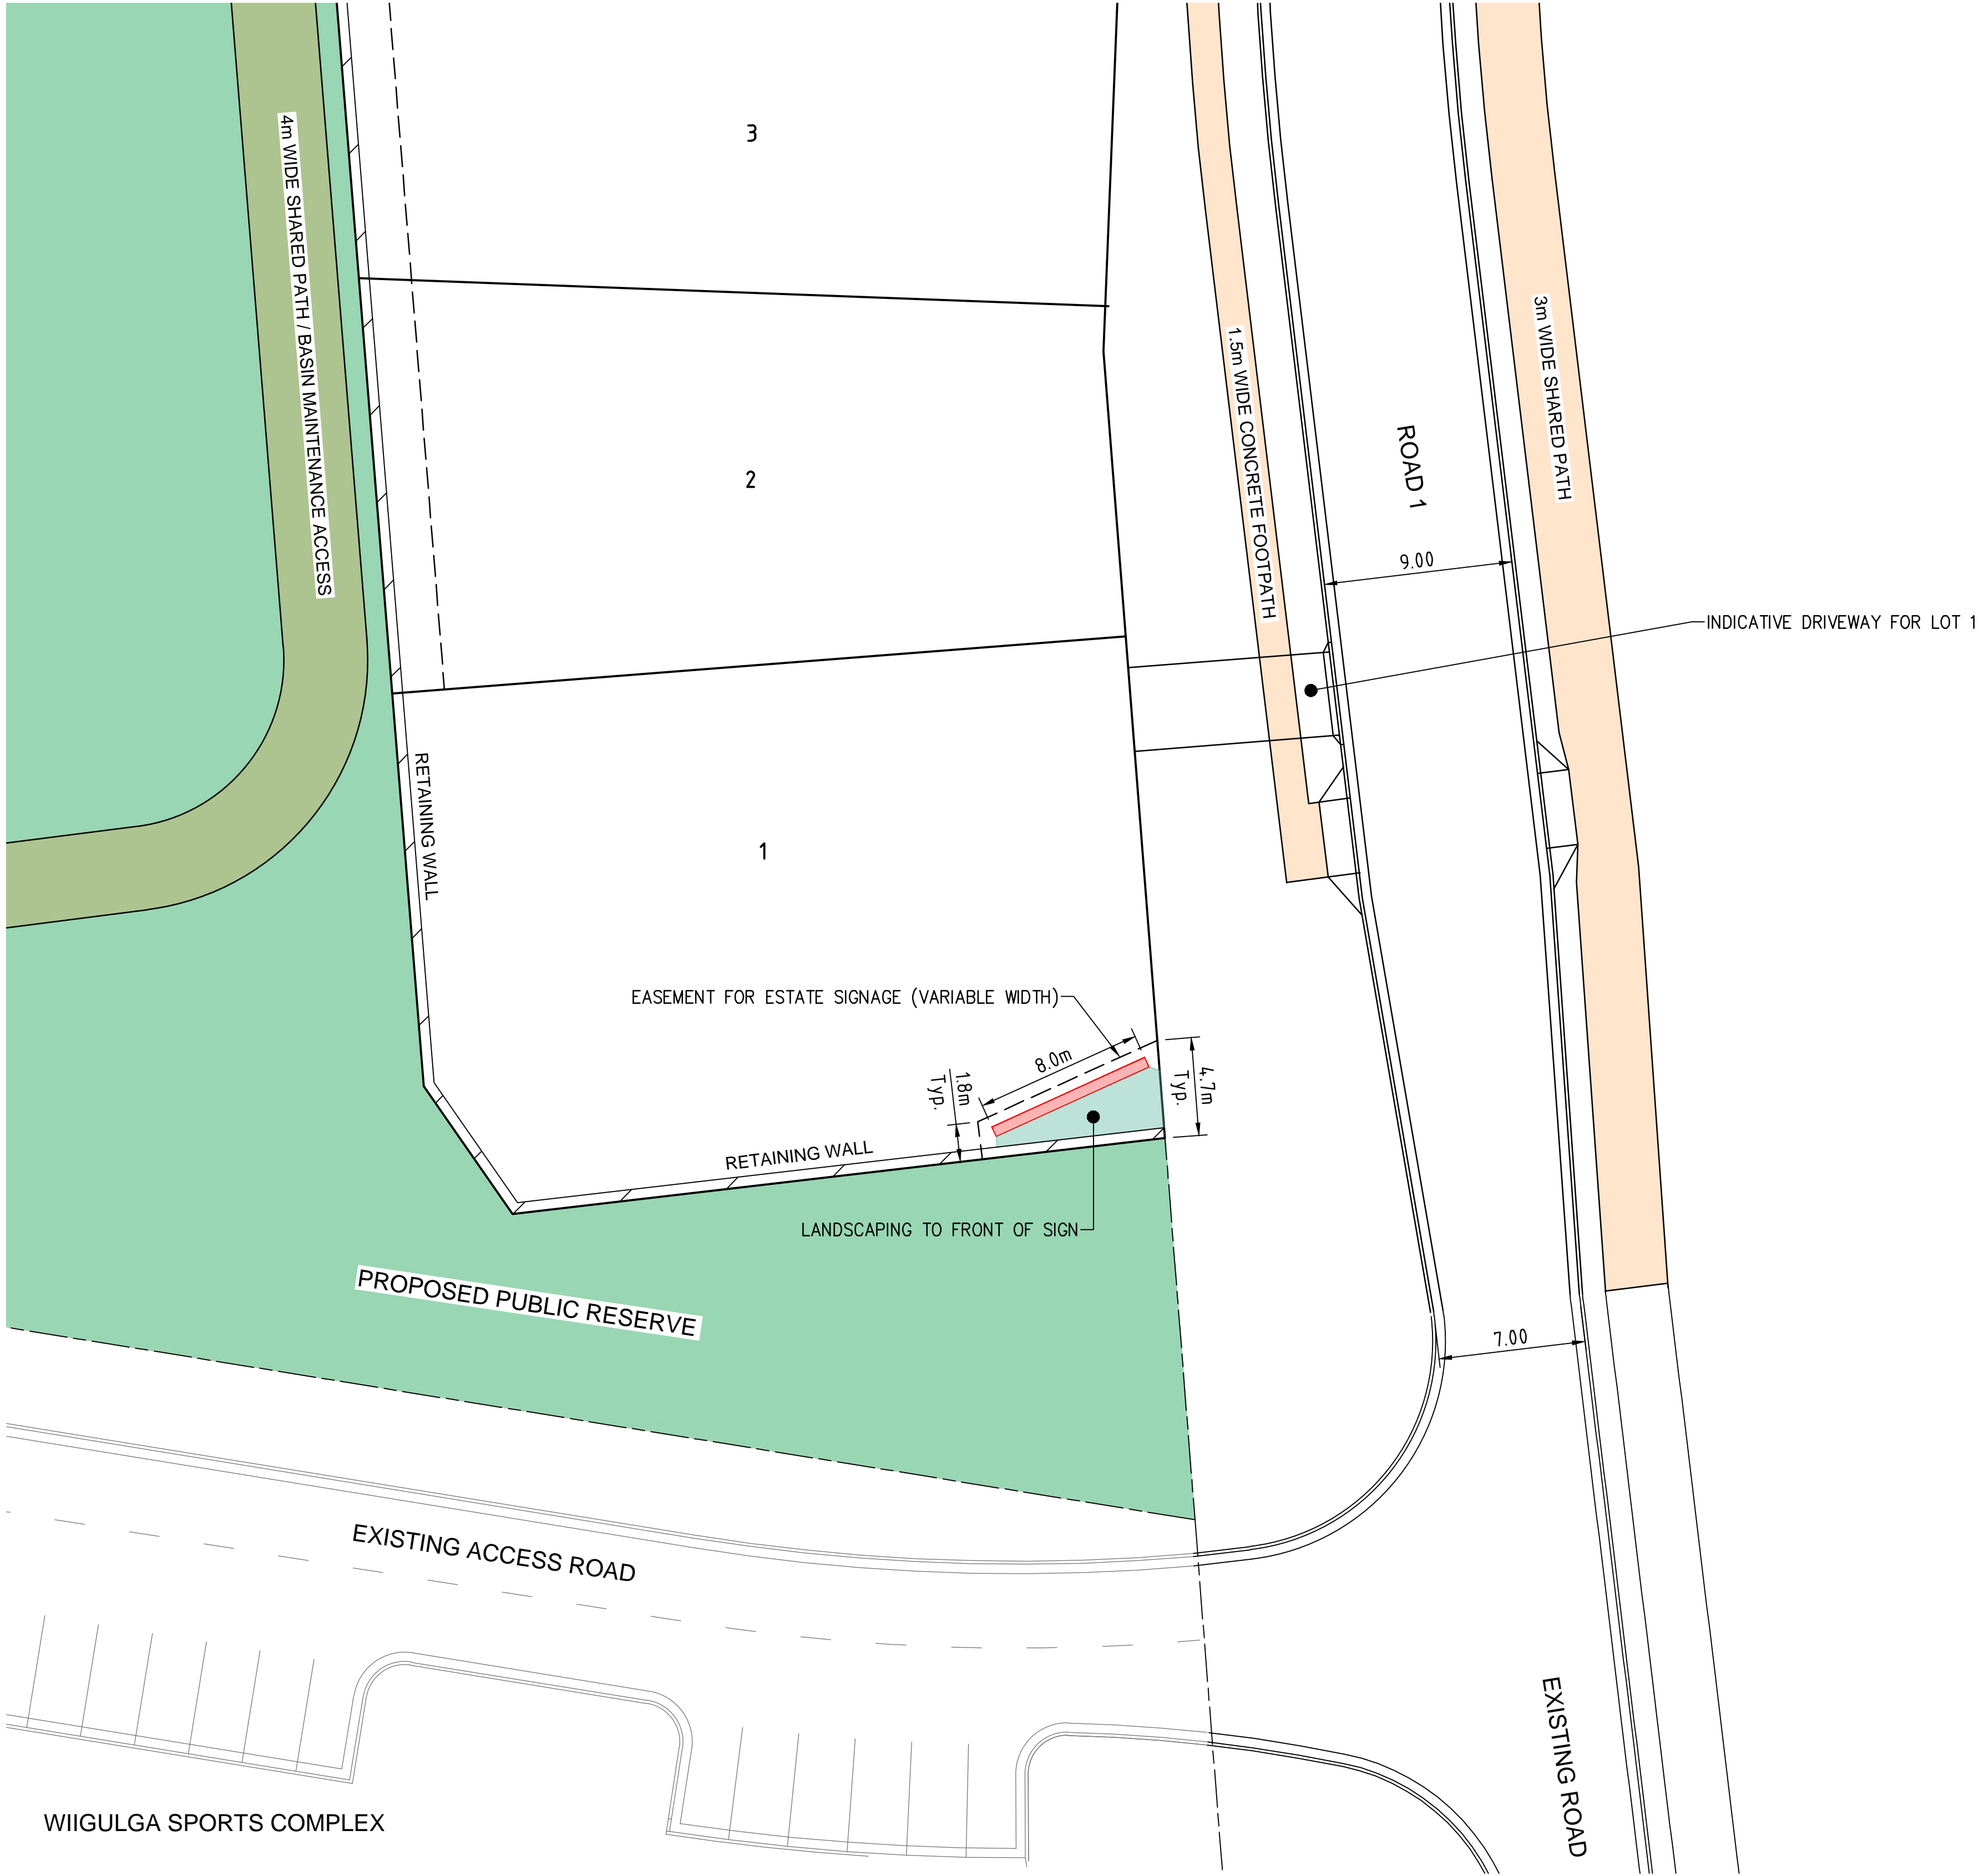 3
4m WIDE SHARED PATH / BASIN MAINTENANCE ACCESS
1.5m WIDE CONCRETE FOOTPATH
3m WIDE SHARED PATH
ROAD 1
2
9.00
INDICATIVE DRIVEWAY FOR LOT 1
RETAINING WALL
1
EASEMENT FOR ESTATE SIGNAGE (VARIABLE WIDTH)
8.0m
1.8m
Typ.
4.7m
Typ.
RETAINING WALL
LANDSCAPING TO FRONT OF SIGN
PROPOSED PUBLIC RESERVE
7.00
EXISTING ACCESS ROAD
EXISTING ROAD
WIIGULGA SPORTS COMPLEX